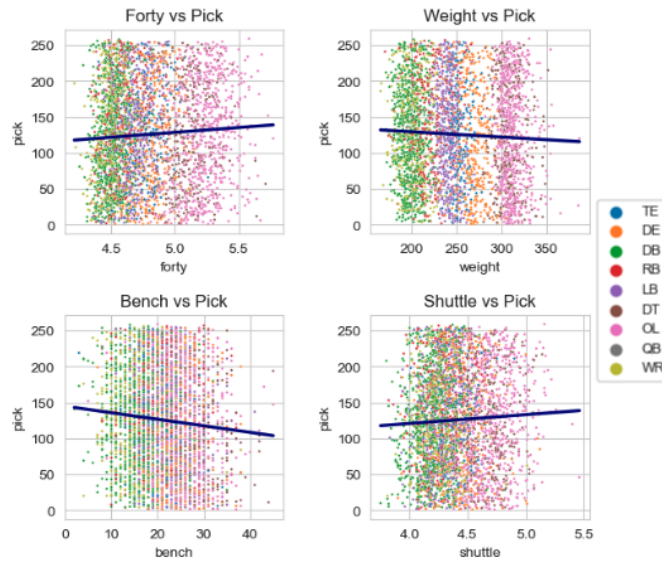 Forty vs Pick
250
200
150
100
50
0
pick
4.5 5.0 5.5
forty
Weight vs Pick
250
200
150
100
50
0
pick
200 250 300 350
weight
TE
DE
DB
RB
LB
DT
OL
QB
WR
Bench vs Pick
250
200
150
100
50
0
pick
0 10 20 30 40
bench
Shuttle vs Pick
250
200
150
100
50
0
pick
4.0 4.5 5.0 5.5
shuttle